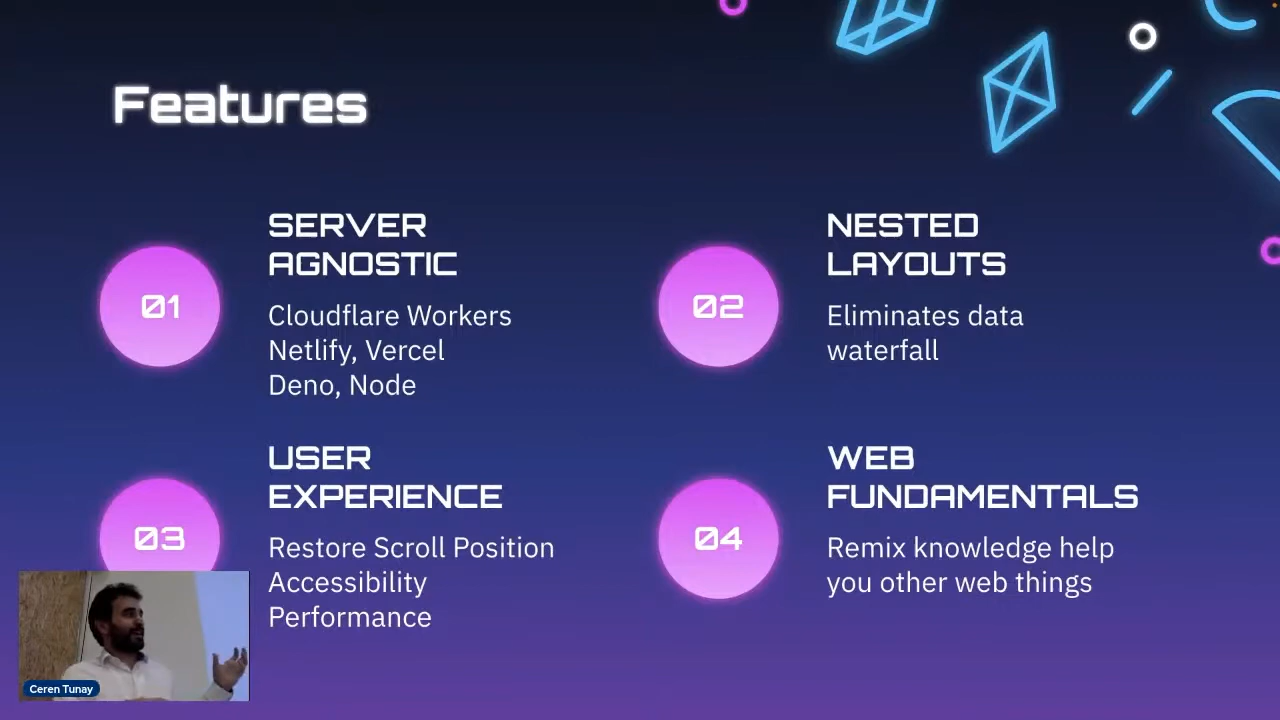 Features
01
SERVER
AGNOSTIC
Cloudflare Workers
Netlify, Vercel
Deno, Node
02
NESTED
LAYOUTS
Eliminates data
waterfall
03
USER
EXPERIENCE
Restore Scroll Position
Accessibility
Performance
04
WEB
FUNDAMENTALS
Remix knowledge help
you other web things
Ceren Tunay